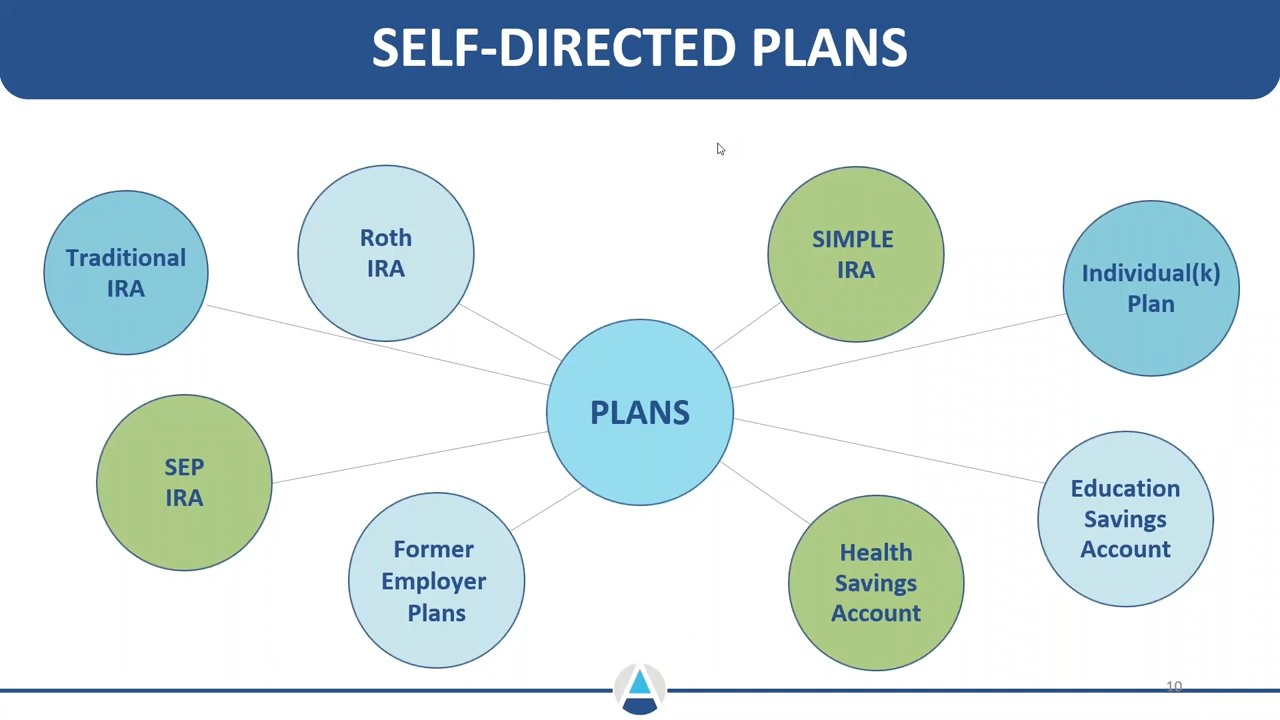 SELF-DIRECTED PLANS
Traditional
IRA
Roth
IRA
SIMPLE
IRA
Individual(k)
Plan
PLANS
SEP
IRA
Former
Employer
Plans
Health
Savings
Account
Education
Savings
Account
10